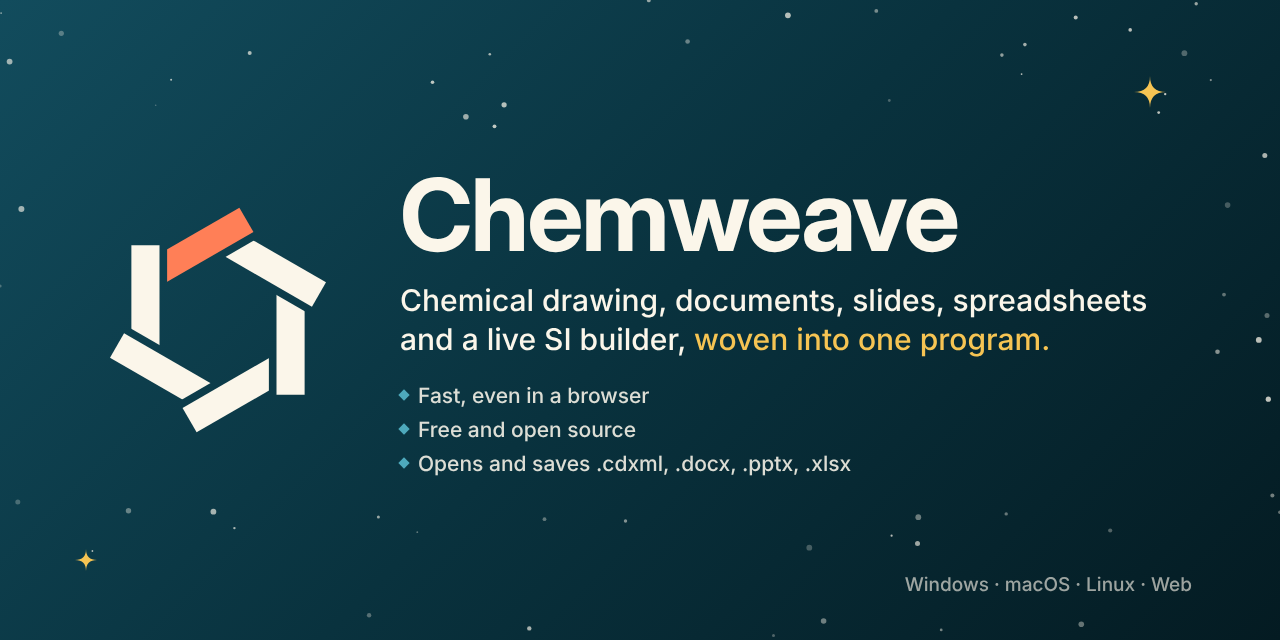 Chemweave
Chemical drawing, documents, slides, spreadsheets
and a live SI builder, woven into one program.
Fast, even in a browser
Free and open source
Opens and saves .cdxml, .docx, .pptx, .xlsx
Windows · macOS · Linux · Web